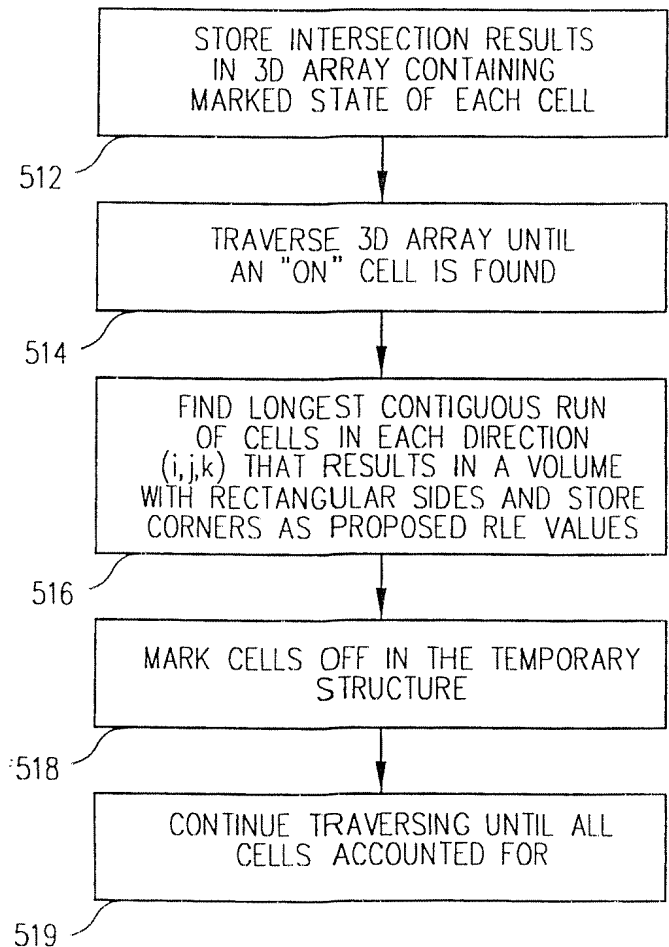 STORE INTERSECTION RESULTS
IN 3D ARRAY CONTAINING
MARKED STATE OF EACH CELL
512
TRAVERSE 3D ARRAY UNTIL
AN "ON" CELL IS FOUND
514
FIND LONGEST CONTIGUOUS RUN
OF CELLS IN EACH DIRECTION
(i,j,k) THAT RESULTS IN A VOLUME
WITH RECTANGULAR SIDES AND STORE
CORNERS AS PROPOSED RLE VALUES
516
MARK CELLS OFF IN THE TEMPORARY
STRUCTURE
518
CONTINUE TRAVERSING UNTIL ALL
CELLS ACCOUNTED FOR
519